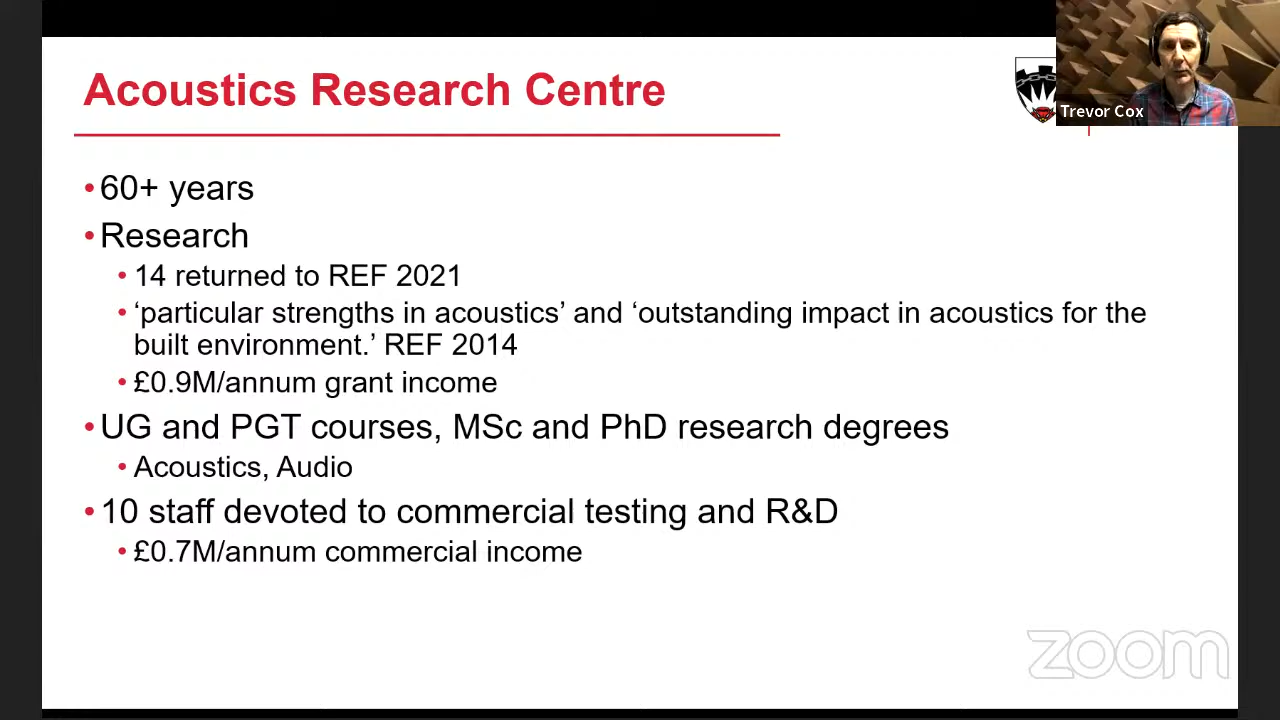 Acoustics Research Centre
Trevor Cox
•60+ years
•Research
•14 returned to REF 2021
•‘particular strengths in acoustics’ and ‘outstanding impact in acoustics for the
built environment.’ REF 2014
•£0.9M/annum grant income
•UG and PGT courses, MSc and PhD research degrees
•Acoustics, Audio
•10 staff devoted to commercial testing and R&D
•£0.7M/annum commercial income
zoom